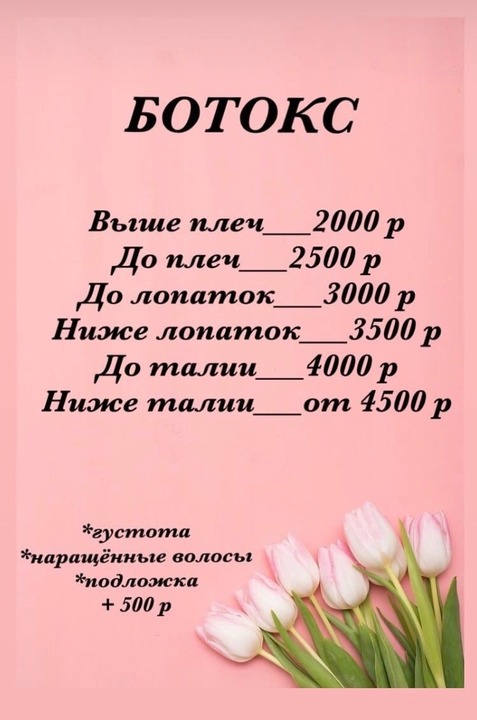 БОТОКС
Выше плеч___2000 р
До плеч___2500 р
До лопаток___3000 р
Ниже лопаток___3500 р
До талии___4000 р
Ниже талии___от 4500 р
*густота
*наращённые волосы
*подложка
+ 500 р